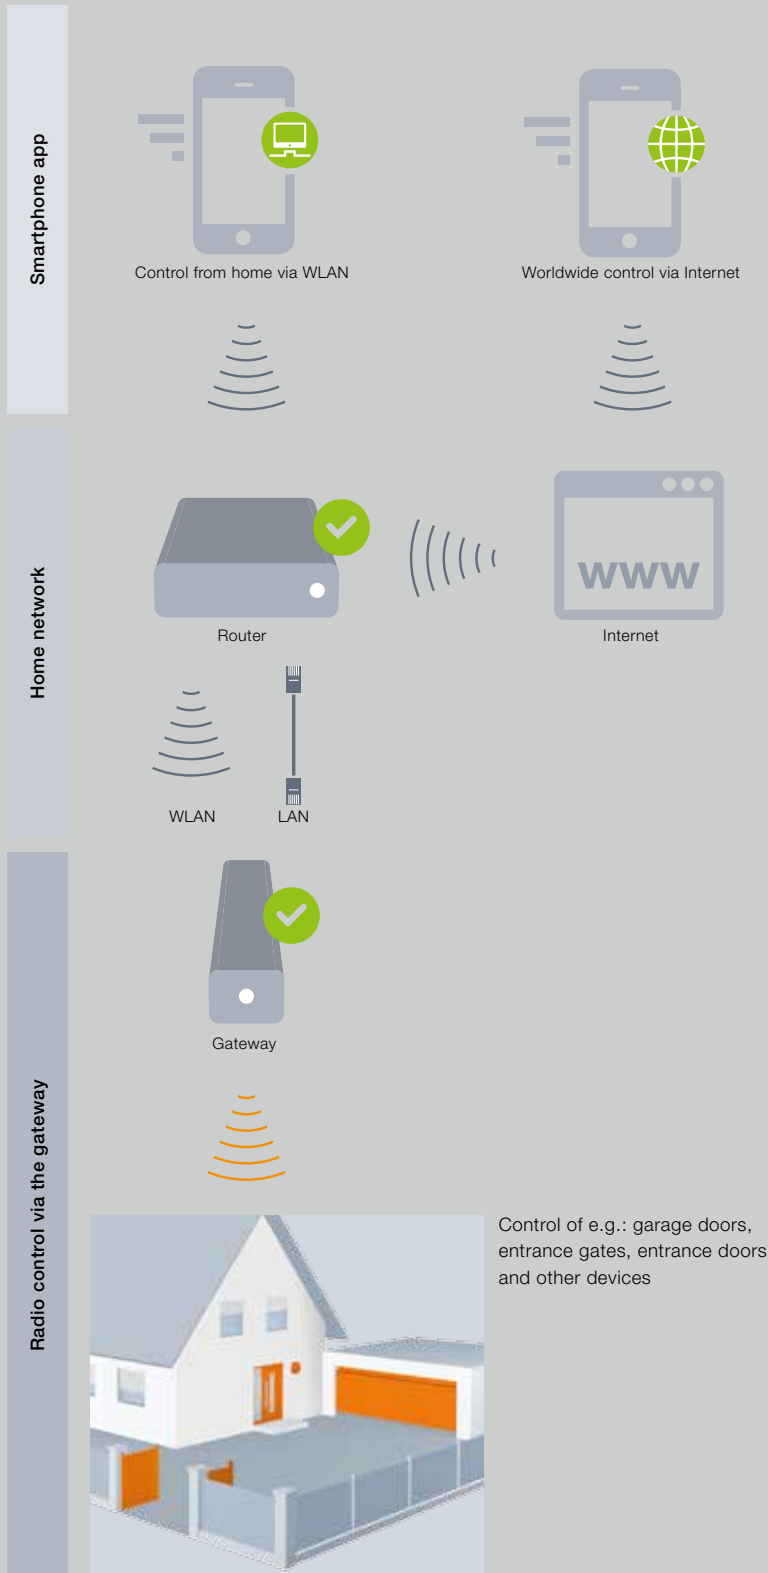 Smartphone app
Control from home via WLAN
Worldwide control via Internet
Home network
www
Router
Internet
WLAN
LAN
Radio control via the gateway
Gateway
Control of e.g.: garage doors,
entrance gates, entrance doors
and other devices